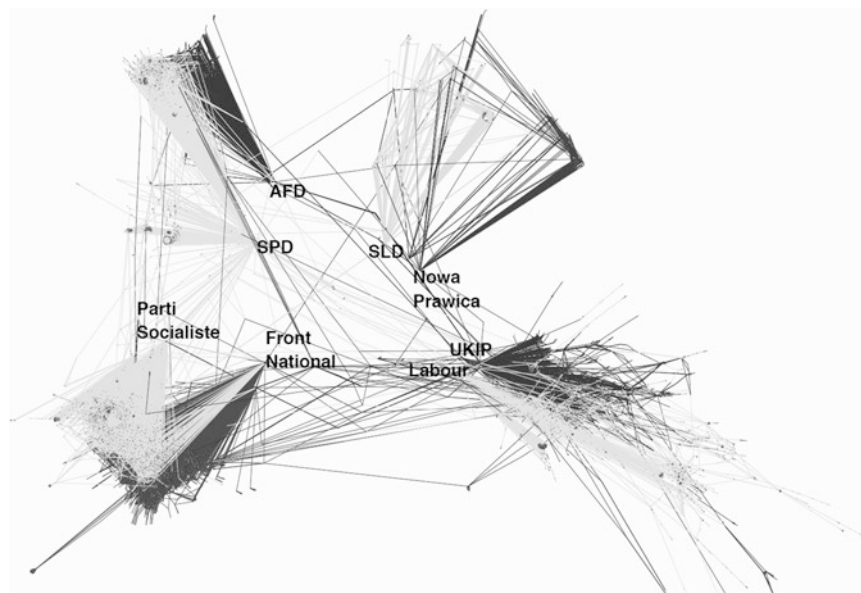 AFD
SPD
SLD
Nowa
Prawica
Parti
Socialiste
Front
National
UKIP
Labour